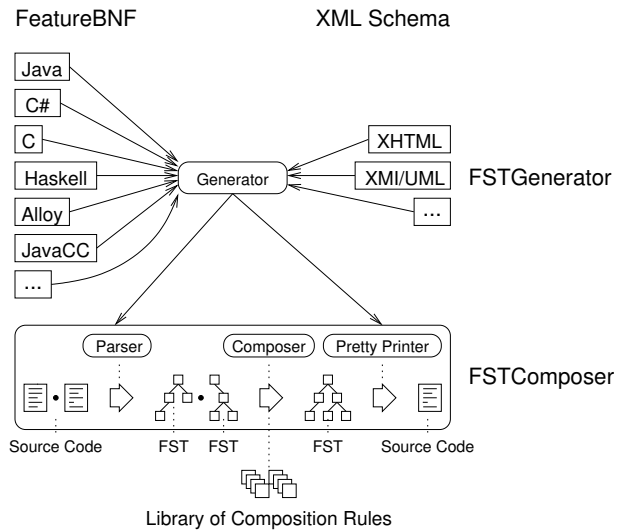 FeatureBNF
XML Schema
Java
C#
C
Haskell
Alloy
JavaCC
...
Generator
XHTML
XMI/UML
...
FSTGenerator
Parser
Composer
Pretty Printer
FSTComposer
Source Code
FST
FST
FST
Source Code
Library of Composition Rules